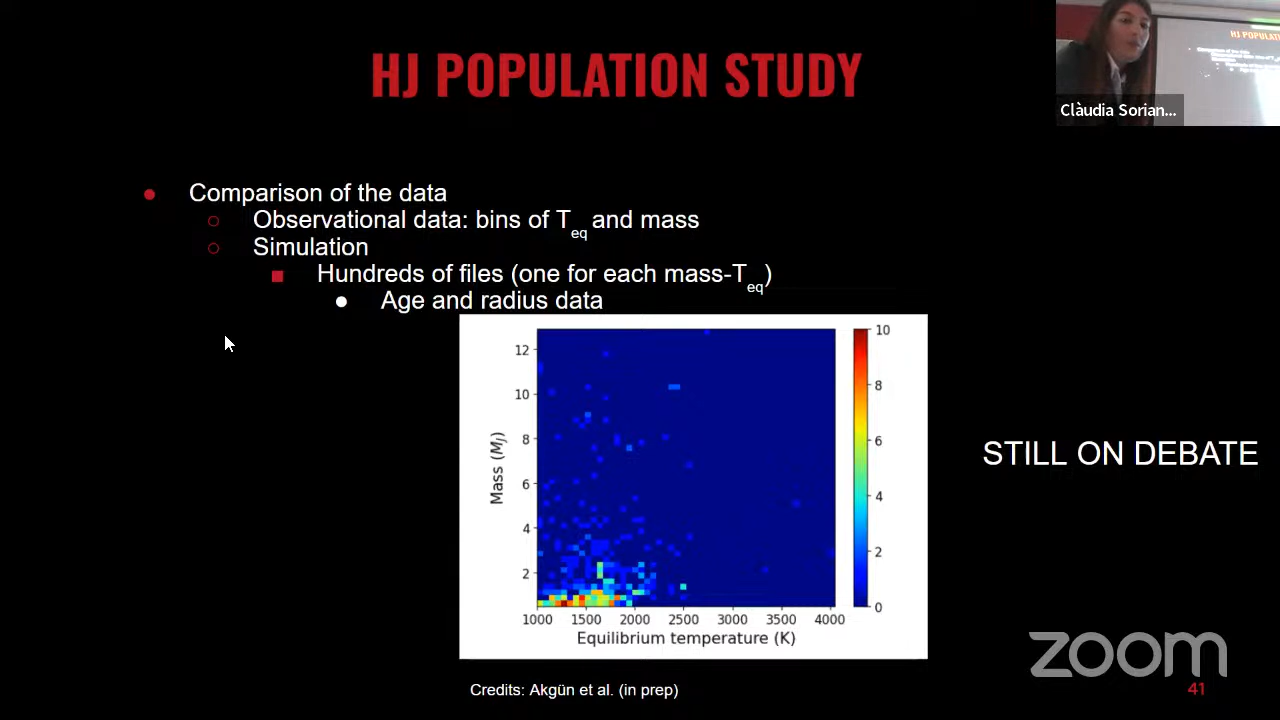 HJ POPULATION STUDY
Clàudia Sorian...
Comparison of the data
Observational data: bins of Teq and mass
Simulation
Hundreds of files (one for each mass-Teq)
Age and radius data
12
10
8
6
4
2
Mass (MJ)
1000 1500 2000 2500 3000 3500 4000
Equilibrium temperature (K)
10
8
6
4
2
0
STILL ON DEBATE
Credits: Akgün et al. (in prep)
zoom
41